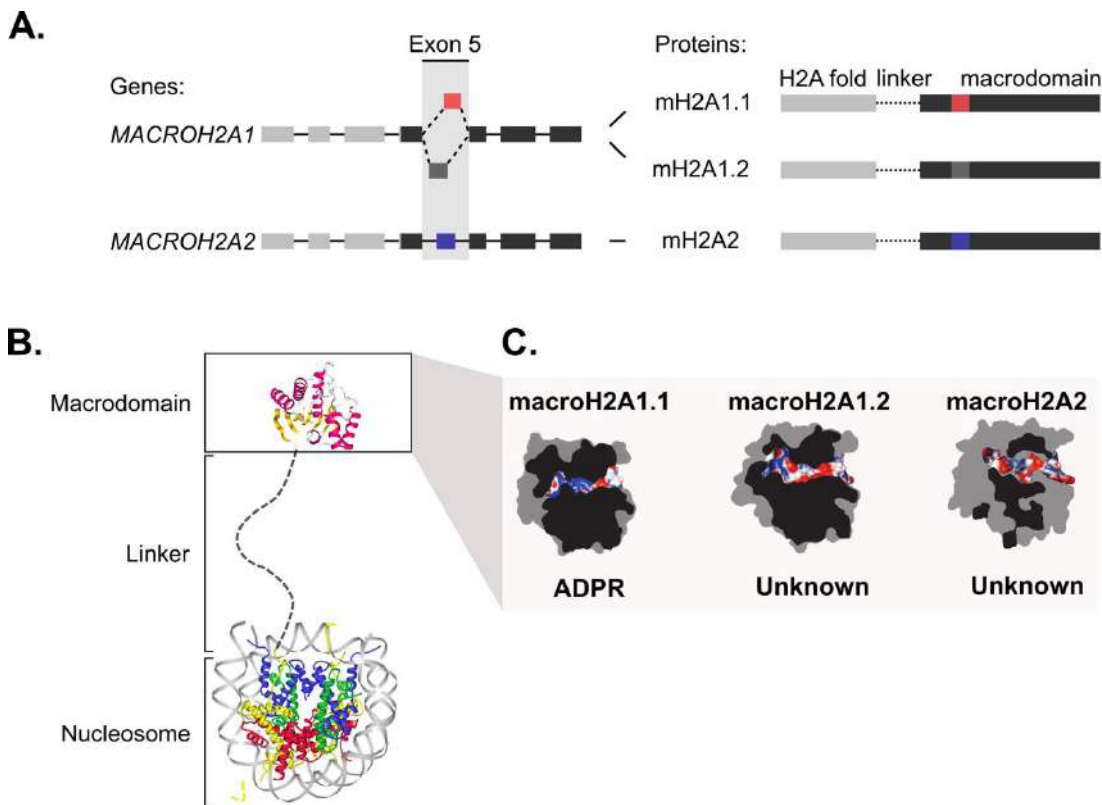 A.
Exon 5
Genes:
MACROH2A1
MACROH2A2
Proteins:
H2A fold linker macrodomain
mH2A1.1
mH2A1.2
mH2A2
B.
Macrodomain
Linker
Nucleosome
C.
macroH2A1.1 macroH2A1.2 macroH2A2
ADPR Unknown Unknown